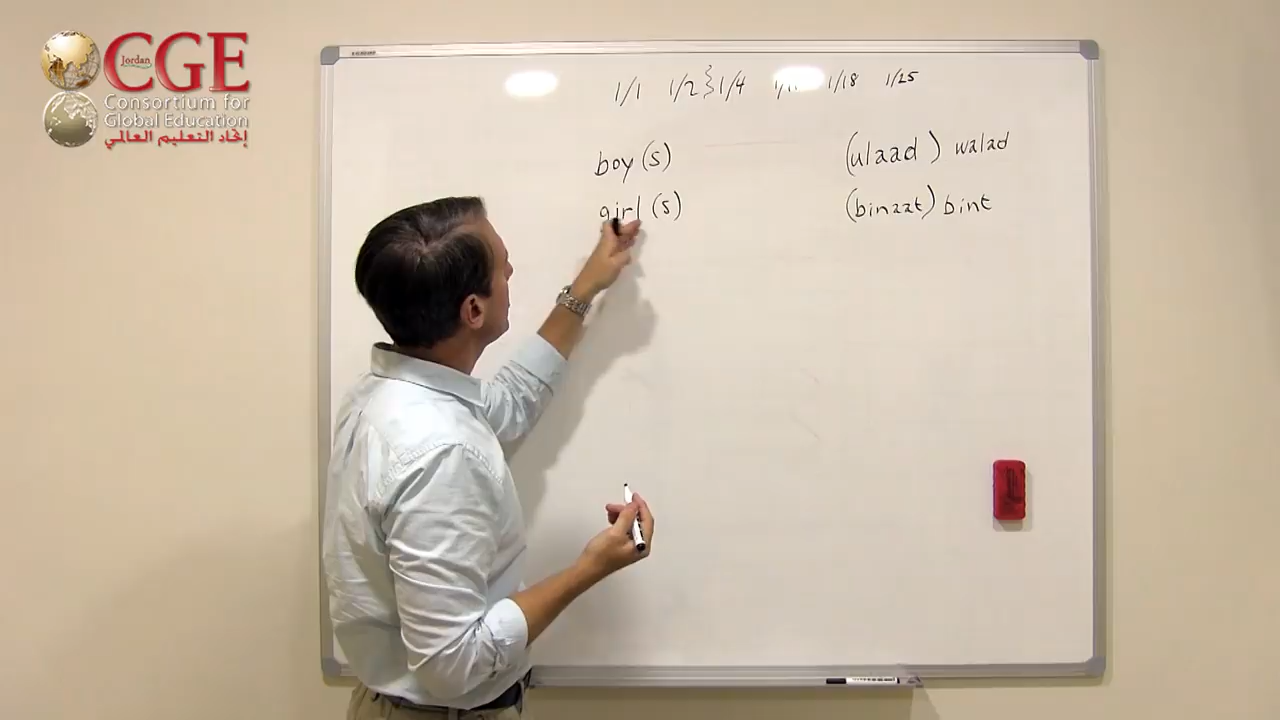 Jordan
CGE
Consortium for
Global Education
إتحاد التعليم العالمي
1/1 1/2 1/4 1/18 1/25
boy (s) (ulaad) walad
girl (s) (binaat) bint